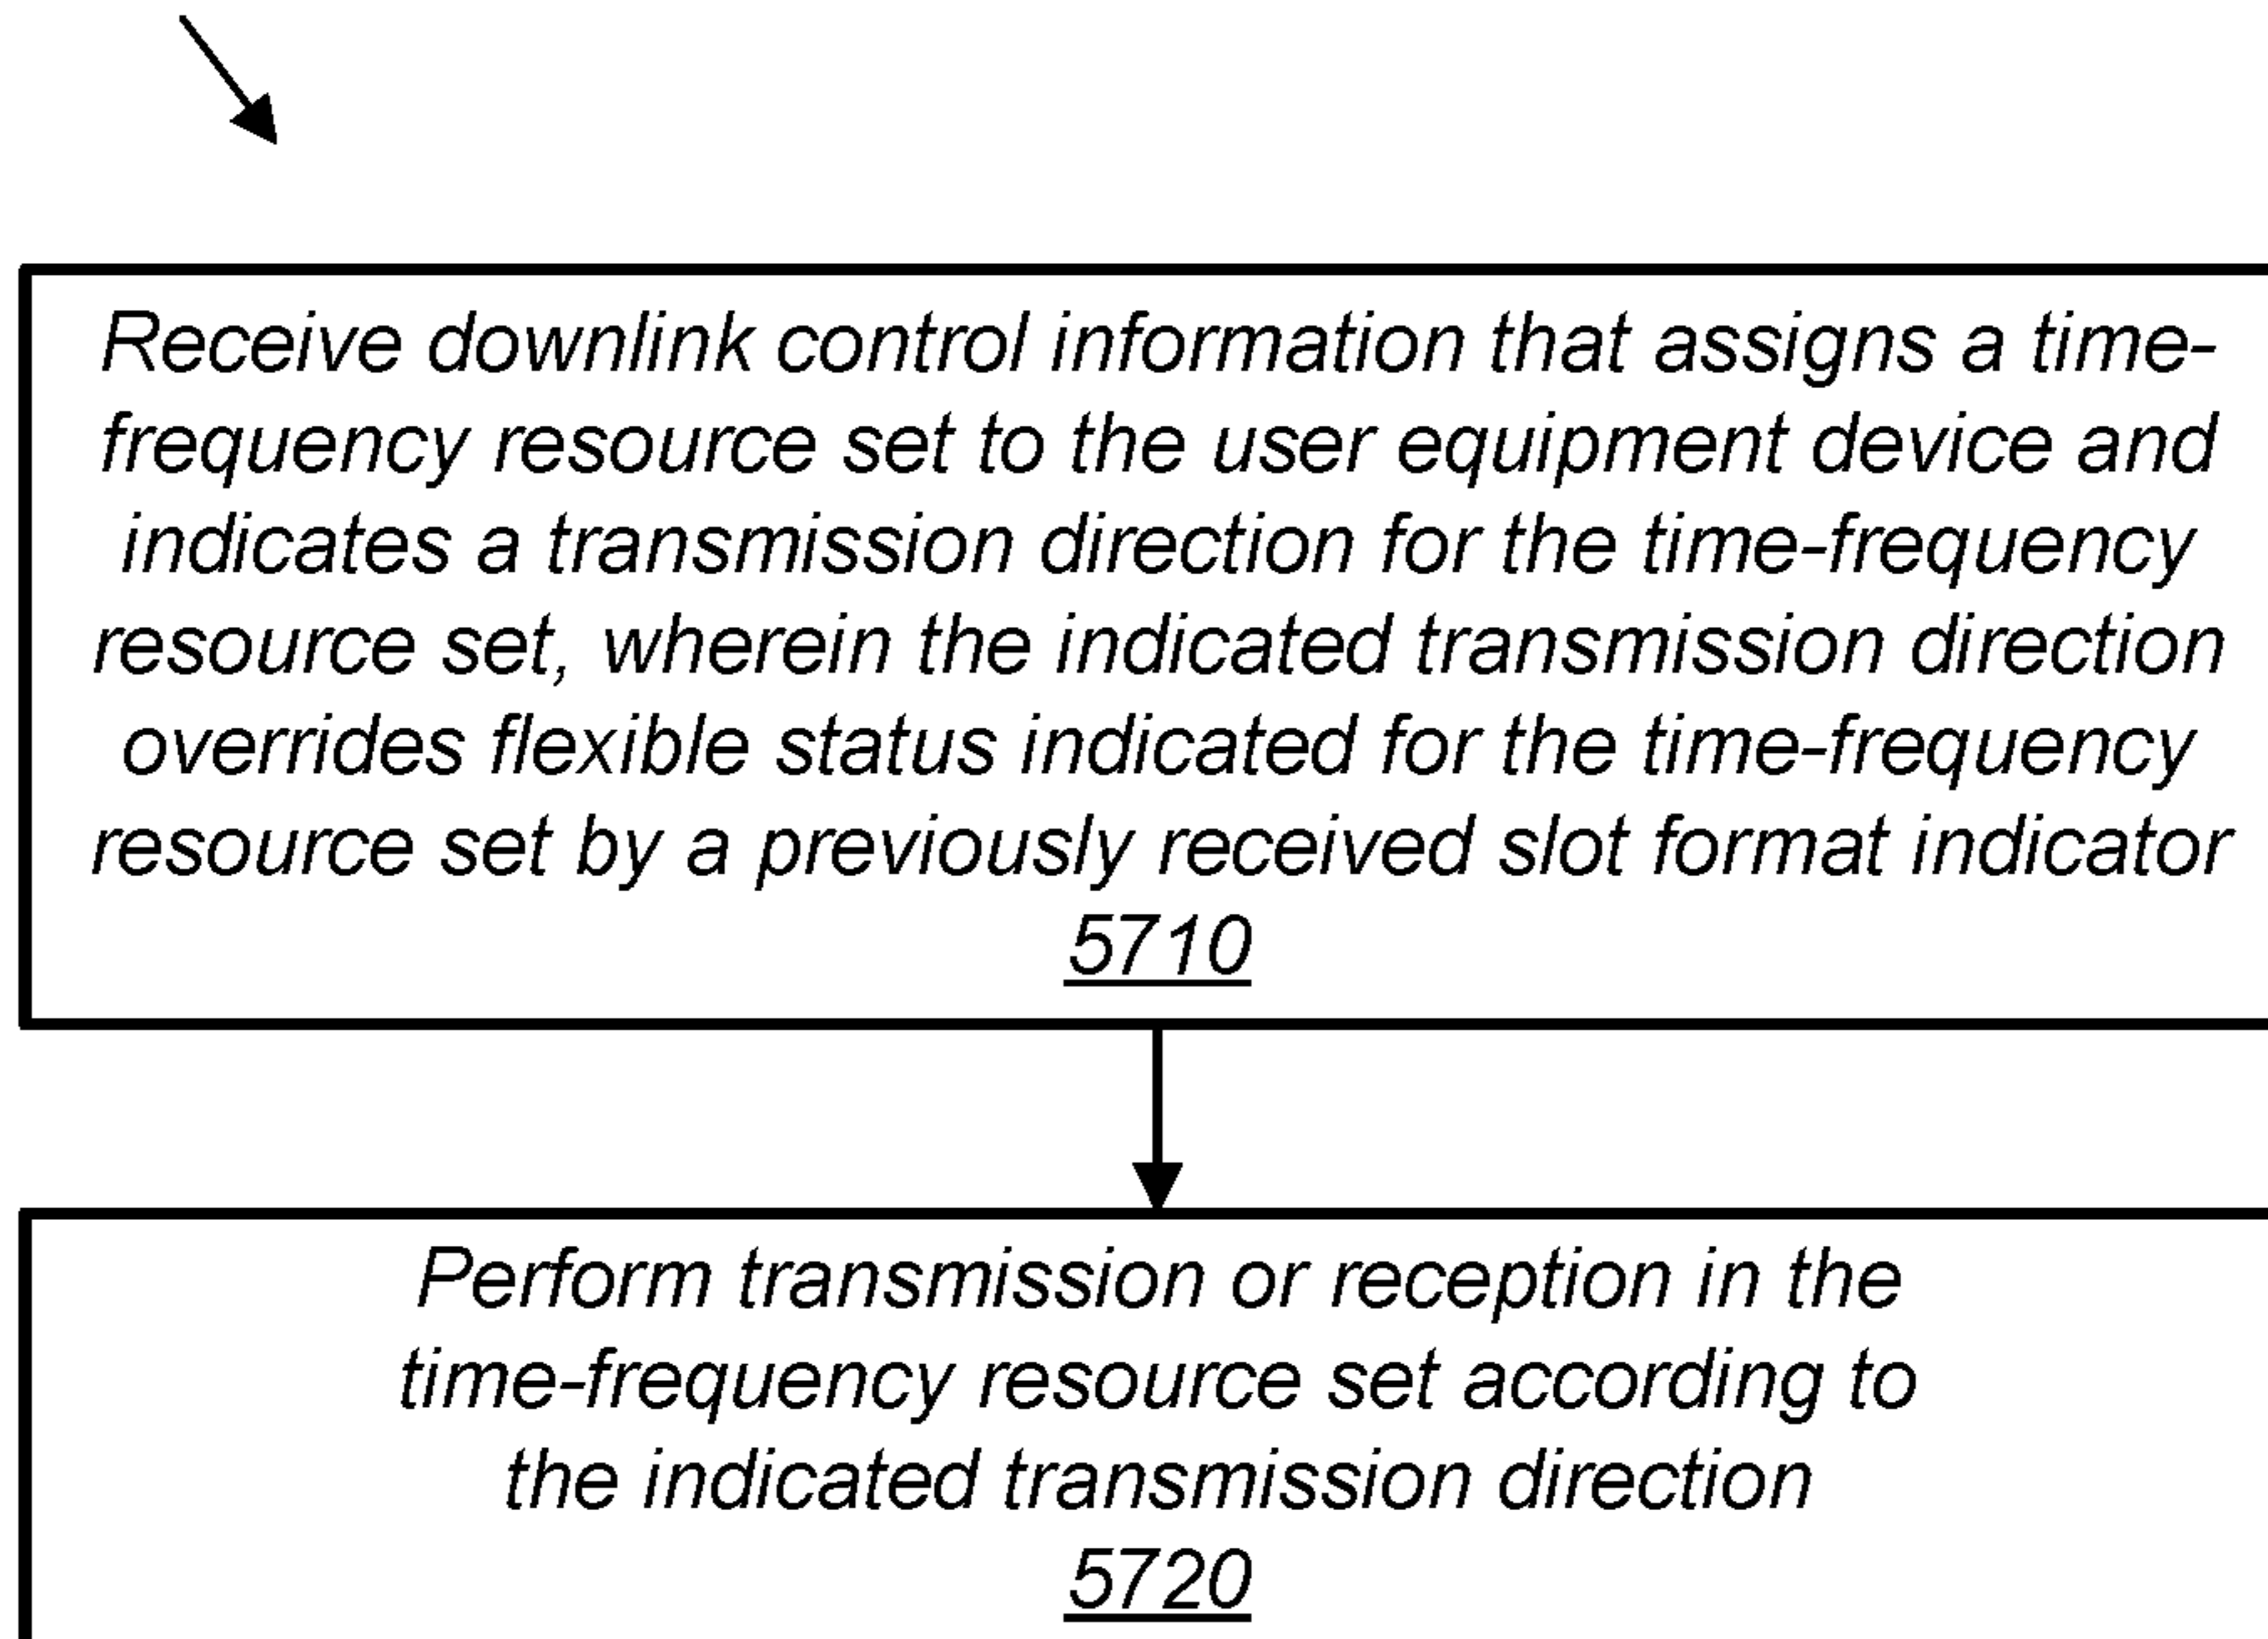 Receive downlink control information that assigns a time-
frequency resource set to the user equipment device and
indicates a transmission direction for the time-frequency
resource set, wherein the indicated transmission direction
overrides flexible status indicated for the time-frequency
resource set by a previously received slot format indicator
5710
Perform transmission or reception in the
time-frequency resource set according to
the indicated transmission direction
5720